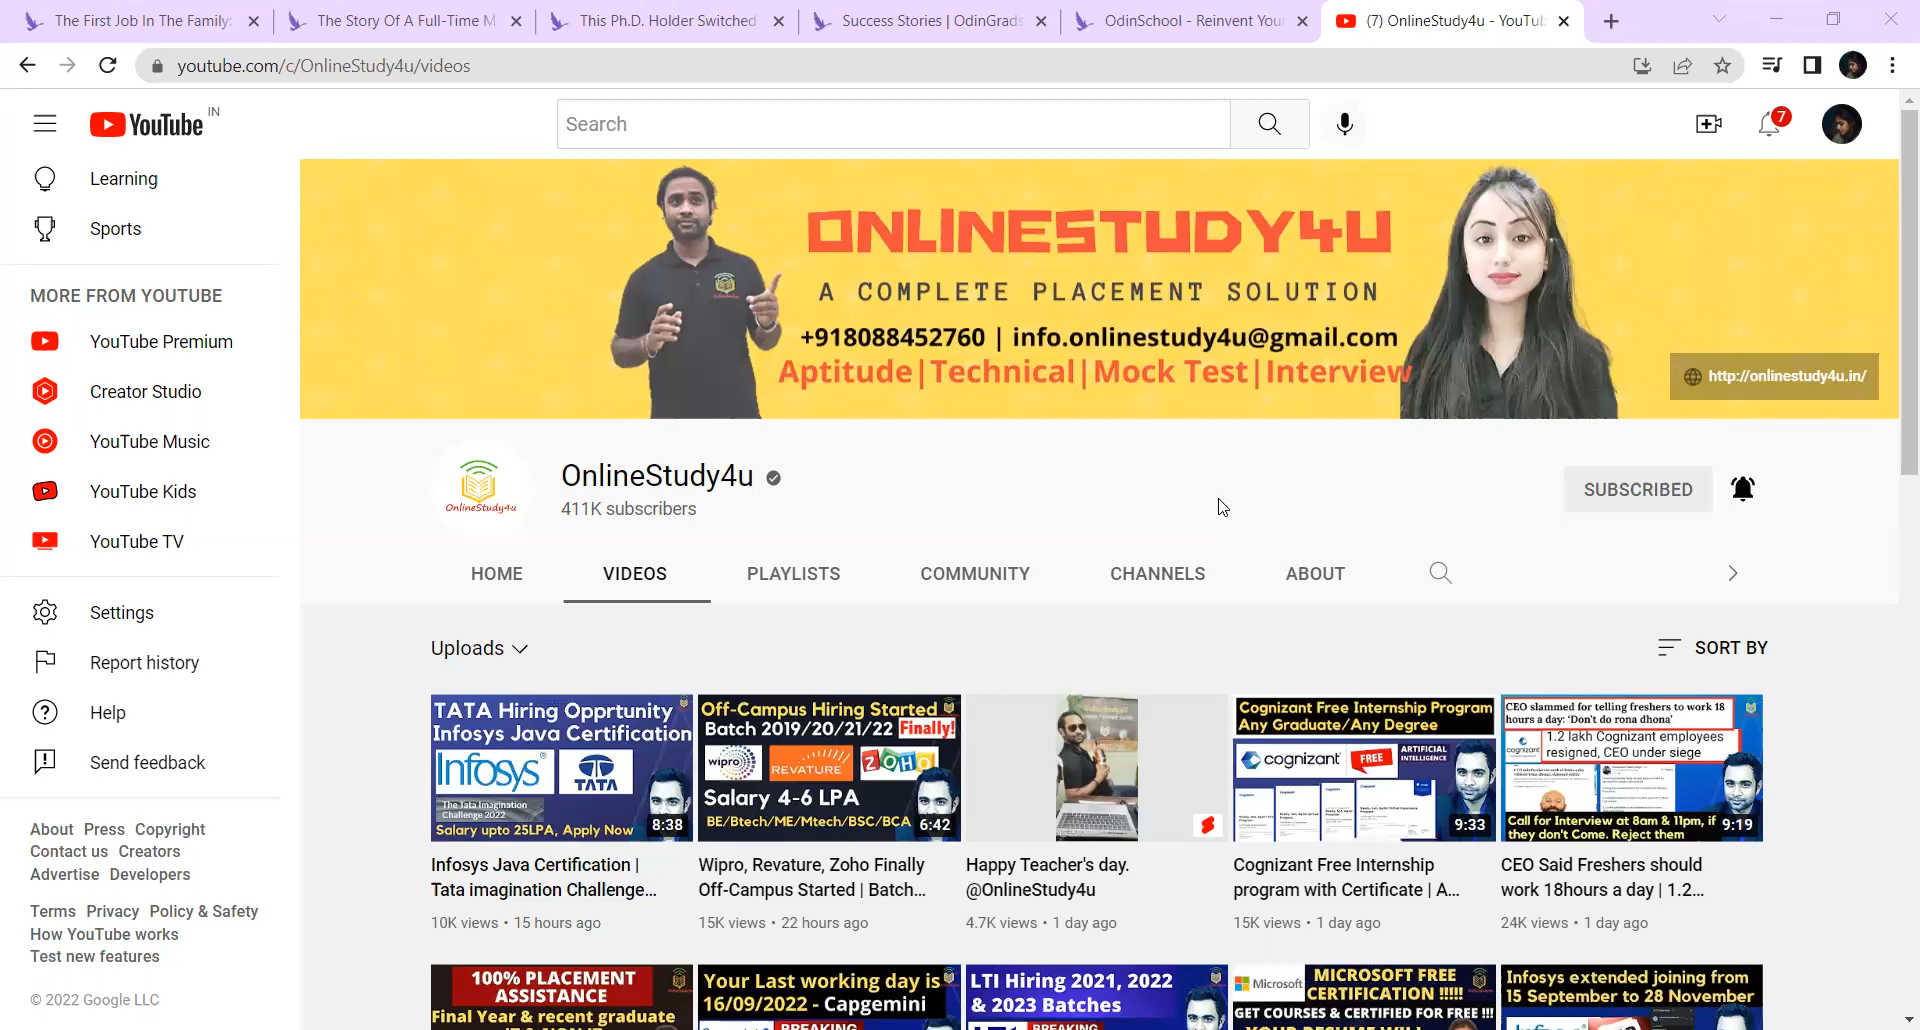 The First Job In The Family:
The Story Of A Full-Time M
This Ph.D. Holder Switched
Success Stories | OdinGrads
OdinSchool - Reinvent Your
(7) OnlineStudy4u - YouTub
youtube.com/c/OnlineStudy4u/videos
YouTube IN
Search
7
Learning
Sports
MORE FROM YOUTUBE
YouTube Premium
Creator Studio
YouTube Music
YouTube Kids
YouTube TV
Settings
Report history
Help
Send feedback
About Press Copyright
Contact us Creators
Advertise Developers
Terms Privacy Policy & Safety
How YouTube works
Test new features
© 2022 Google LLC
ONLINESTUDY4U
A COMPLETE PLACEMENT SOLUTION
+918088452760 | info.onlinestudy4u@gmail.com
Aptitude|Technical|Mock Test|Interview
http://onlinestudy4u.in/
OnlineStudy4u
OnlineStudy4u
411K subscribers
SUBSCRIBED
HOME
VIDEOS
PLAYLISTS
COMMUNITY
CHANNELS
ABOUT
Uploads
SORT BY
TATA Hiring Opprtunity
Infosys Java Certification
Infosys
TATA
The Tata Imagination
Challenge 2022
Salary upto 25LPA, Apply Now
8:38
Infosys Java Certification |
Tata imagination Challenge...
10K views • 15 hours ago
Off-Campus Hiring Started
Batch 2019/20/21/22 Finally!
wipro
REVATURE
ZOHO
Salary 4-6 LPA
BE/Btech/ME/Mtech/BSC/BCA
6:42
Wipro, Revature, Zoho Finally
Off-Campus Started | Batch...
15K views • 22 hours ago
Happy Teacher's day.
@OnlineStudy4u
4.7K views • 1 day ago
Cognizant Free Internship Program
Any Graduate/Any Degree
cognizant
FREE
ARTIFICIAL
INTELLIGENCE
9:33
Cognizant Free Internship
program with Certificate | A...
15K views • 1 day ago
CEO slammed for telling freshers to work 18
hours a day: 'Don't do rona dhona'
cognizant
1.2 lakh Cognizant employees
resigned, CEO under siege
Call for Interview at 8am & 11pm, if
they don't Come. Reject them
9:19
CEO Said Freshers should
work 18hours a day | 1.2...
24K views • 1 day ago
100% PLACEMENT
ASSISTANCE
Final Year & recent graduate
Your Last working day is
16/09/2022 - Capgemini
BREAKING
LTI Hiring 2021, 2022
& 2023 Batches
BREAKING
Microsoft
MICROSOFT FREE
CERTIFICATION !!!!!
GET COURSES & CERTIFIED FOR FREE !!!
Infosys extended joining from
15 September to 28 November